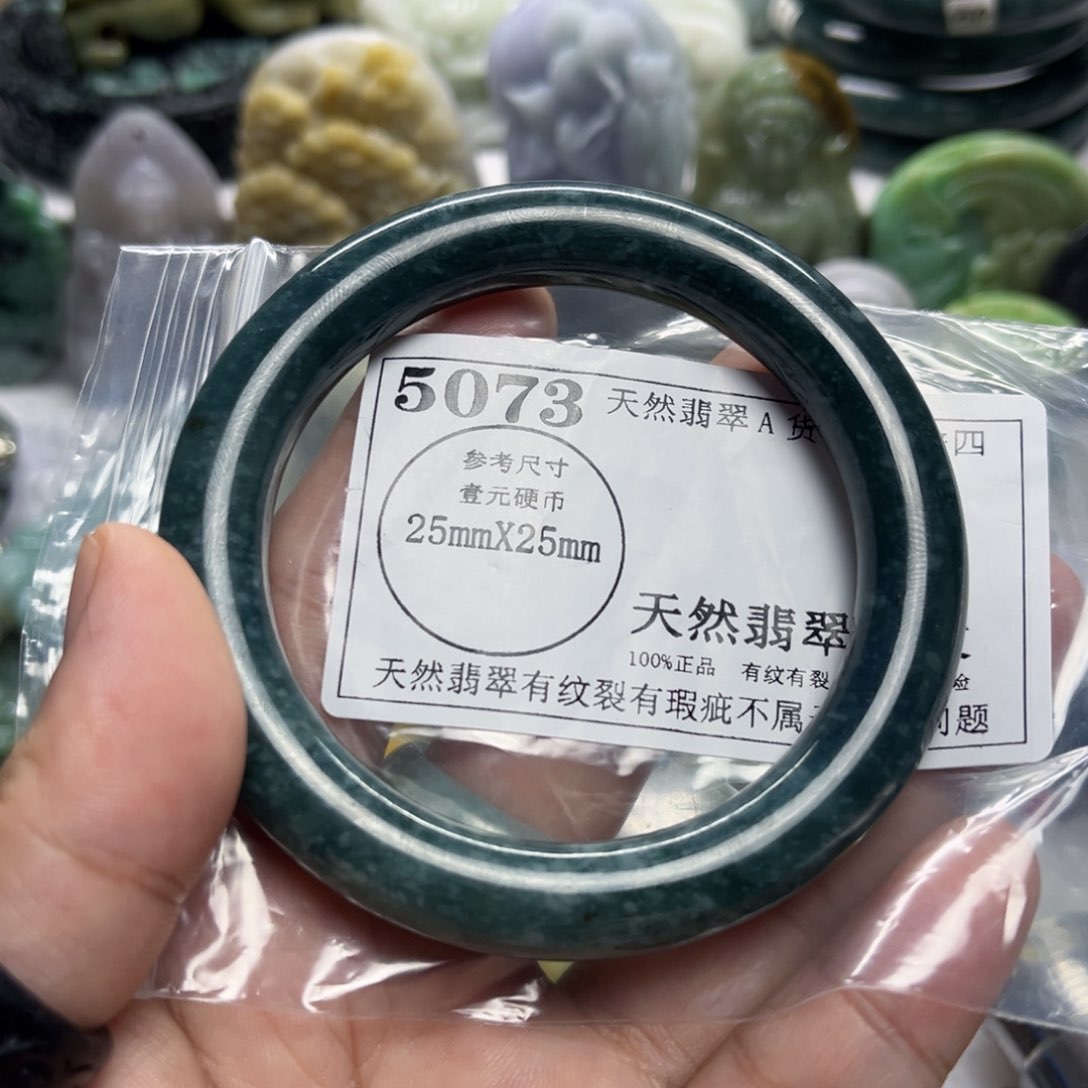 5073 天然翡翠A货 四
参考尺寸
壹元硬币
25mmX25mm
天然翡翠
100%正品 有纹有裂 检
天然翡翠有纹裂有瑕疵不属 题